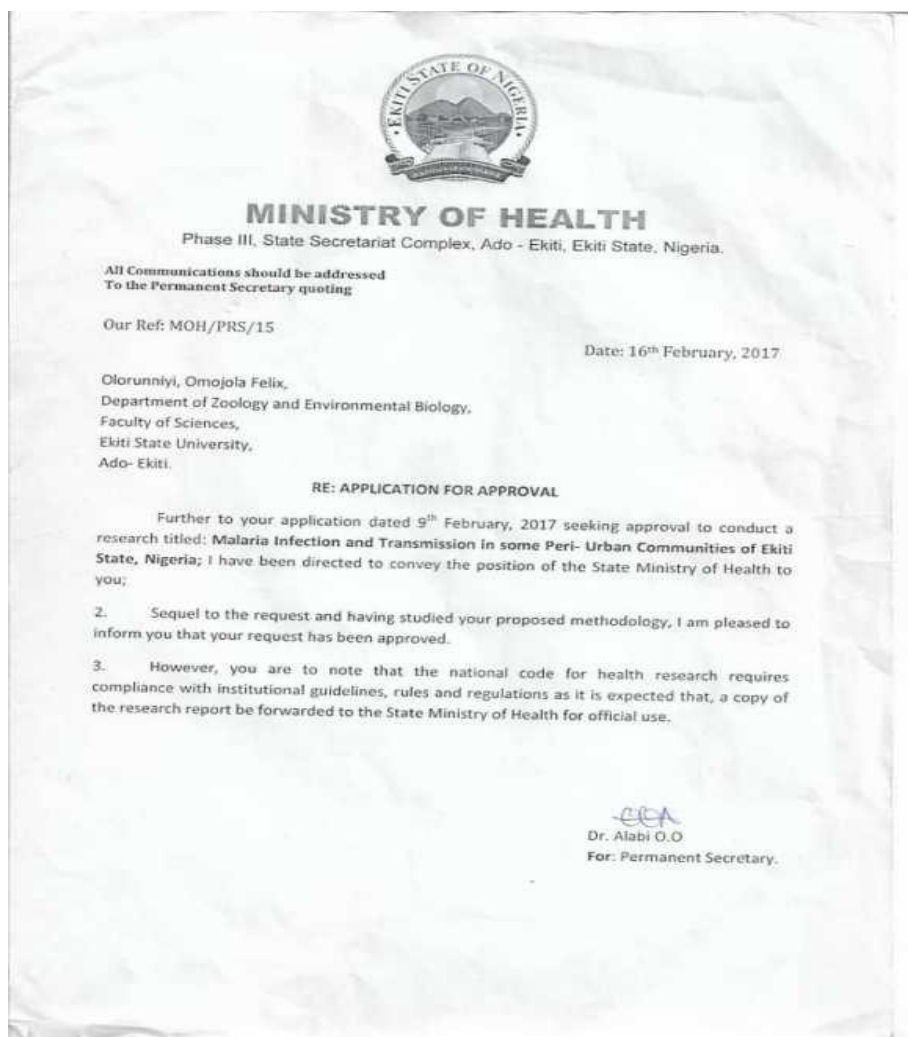 EKITI STATE OF NIGERIA
MINISTRY OF HEALTH
Phase III, State Secretariat Complex, Ado - Ekiti, Ekiti State, Nigeria.
All Communications should be addressed
To the Permanent Secretary quoting
Our Ref: MOH/PRS/15
Date: 16th February, 2017
Olorunniyi, Omojola Felix,
Department of Zoology and Environmental Biology,
Faculty of Sciences,
Ekiti State University,
Ado- Ekiti.
RE: APPLICATION FOR APPROVAL
Further to your application dated 9th February, 2017 seeking approval to conduct a
research titled: Malaria Infection and Transmission in some Peri- Urban Communities of Ekiti
State, Nigeria; I have been directed to convey the position of the State Ministry of Health to
you;
2. Sequel to the request and having studied your proposed methodology, I am pleased to
inform you that your request has been approved.
3. However, you are to note that the national code for health research requires
compliance with institutional guidelines, rules and regulations as it is expected that, a copy of
the research report be forwarded to the State Ministry of Health for official use.
Dr. Alabi O.O
For: Permanent Secretary.